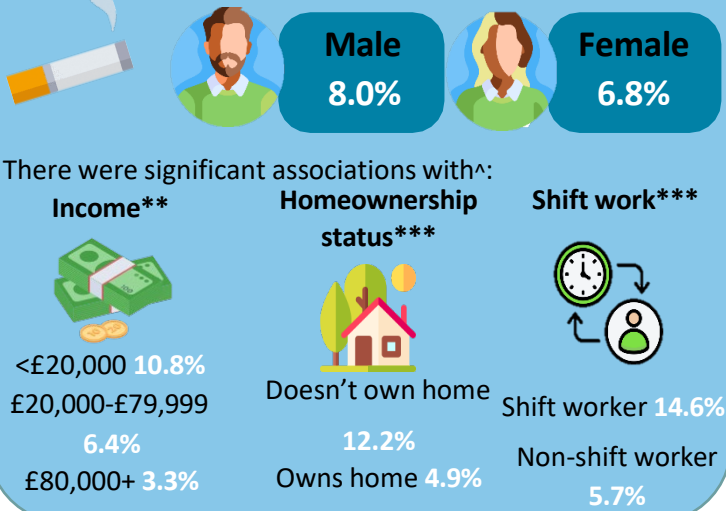 Male
8.0%
Female
6.8%
There were significant associations with^:
Income**
<£20,000 10.8%
£20,000-£79,999
6.4%
£80,000+ 3.3%
Homeownership
status***
Doesn’t own home
12.2%
Owns home 4.9%
Shift work***
Shift worker 14.6%
Non-shift worker
5.7%